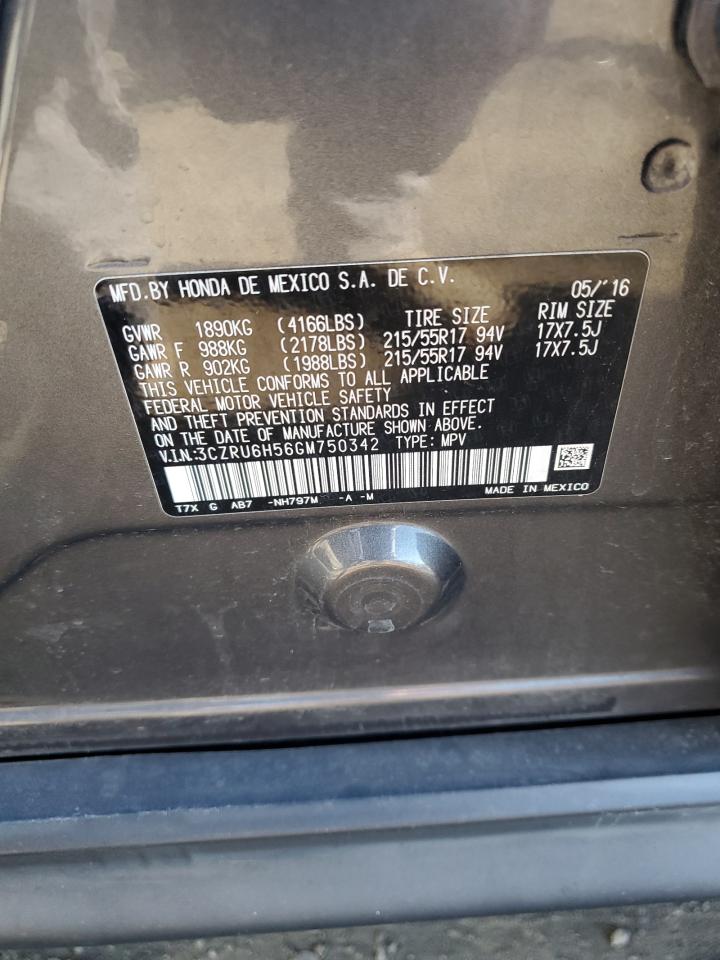 MFD.BY HONDA DE MEXICO S.A. DE C.V. 05/'16
GVWR 1890KG (4166LBS) TIRE SIZE RIM SIZE
GAWR F 988KG (2178LBS) 215/55R17 94V 17X7.5J
GAWR R 902KG (1988LBS) 215/55R17 94V 17X7.5J
THIS VEHICLE CONFORMS TO ALL APPLICABLE
FEDERAL MOTOR VEHICLE SAFETY
AND THEFT PREVENTION STANDARDS IN EFFECT
ON THE DATE OF MANUFACTURE SHOWN ABOVE.
V.I.N.:3CZRU6H56GM750342 TYPE: MPV
T7X G AB7 -NH797M -A -M MADE IN MEXICO